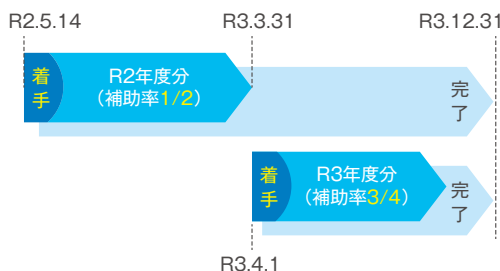 R2.5.14
R3.3.31
R3.12.31
着手
R2年度分
（補助率1/2）
完了
着手
R3年度分
（補助率3/4）
完了
R3.4.1